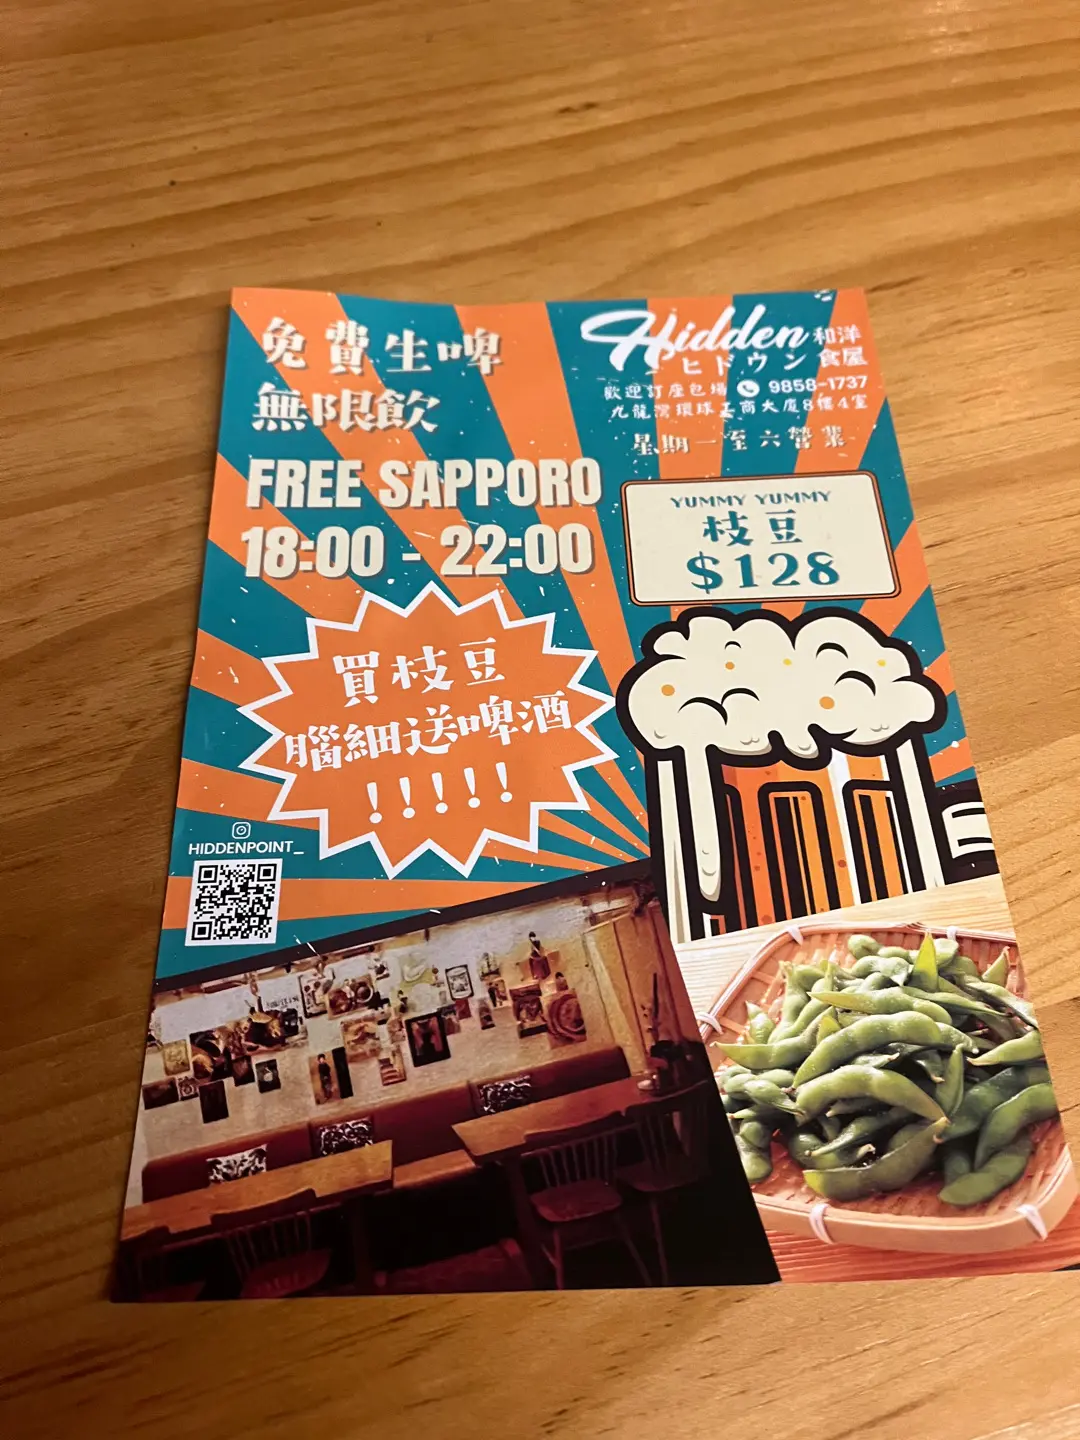 免費生啤
無限飲
FREE SAPPORO
18:00 - 22:00
買枝豆
腦細送啤酒
!!!!!
HIDDENPOINT_
Hidden 和洋
ヒドウン 食屋
歡迎訂座包場 9858-1737
九龍灣環球工商大廈8樓4室
星期一至六營業
YUMMY YUMMY
枝豆
$128